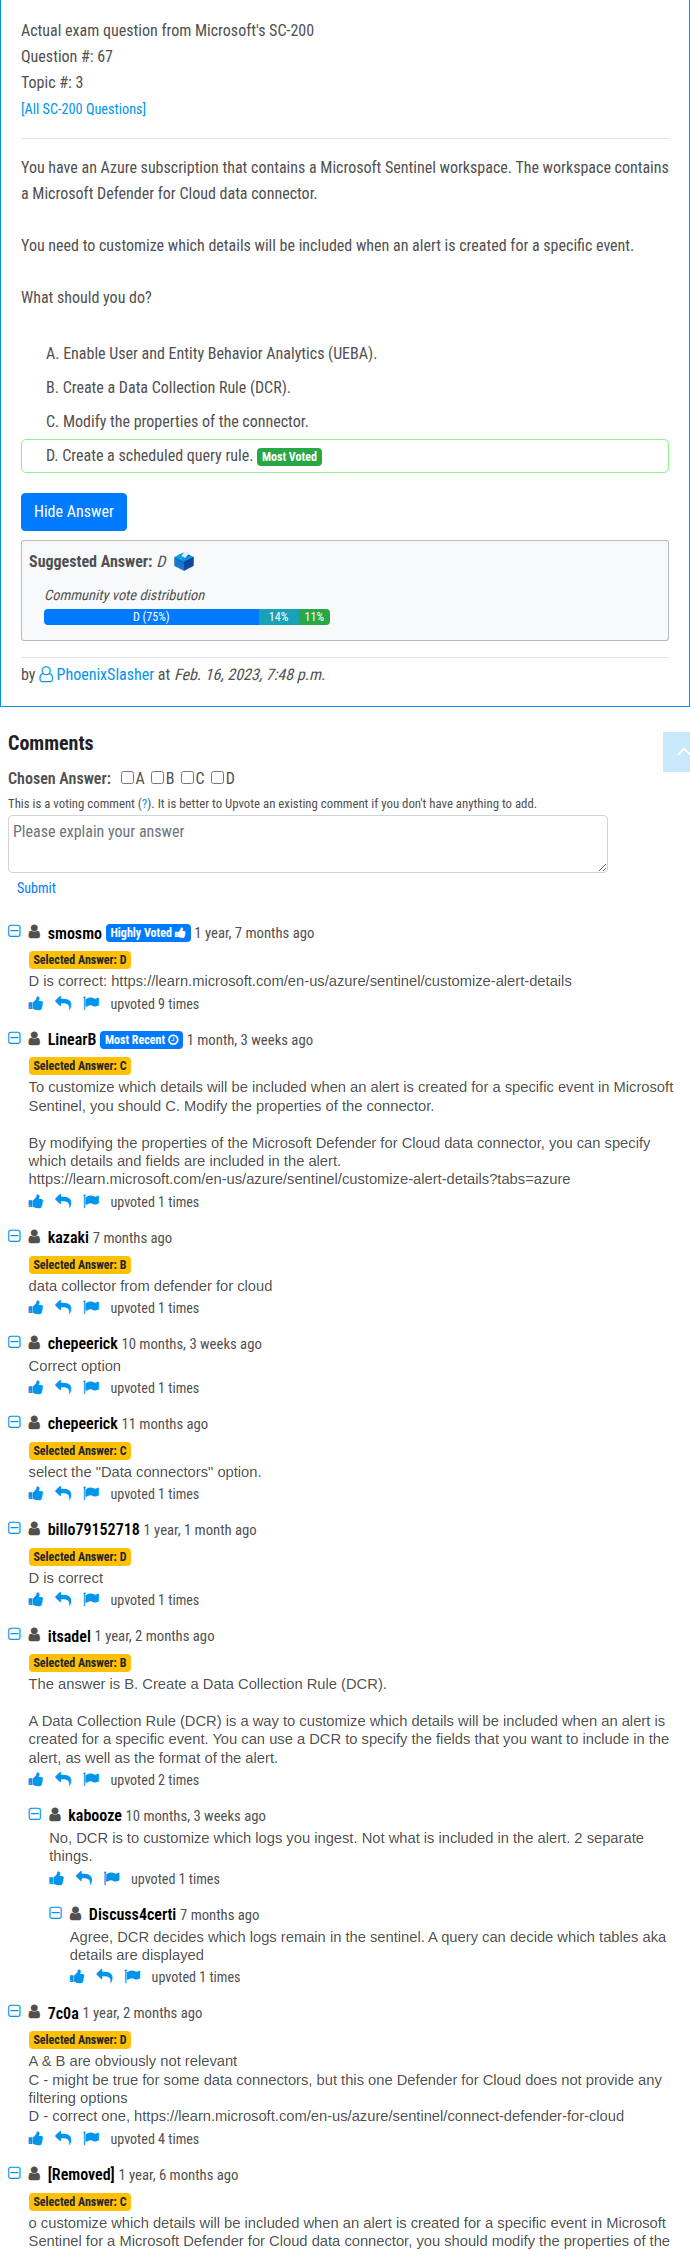 Actual exam question from Microsoft's SC-200
Question #: 67
Topic #: 3
[All SC-200 Questions]
You have an Azure subscription that contains a Microsoft Sentinel workspace. The workspace contains
a Microsoft Defender for Cloud data connector.
You need to customize which details will be included when an alert is created for a specific event.
What should you do?
A. Enable User and Entity Behavior Analytics (UEBA).
B. Create a Data Collection Rule (DCR).
C. Modify the properties of the connector.
D. Create a scheduled query rule. Most Voted
Hide Answer
Suggested Answer: D
Community vote distribution
D (75%) 14% 11%
by PhoenixSlasher at Feb. 16, 2023, 7:48 p.m.
Comments
Chosen Answer: A B C D
This is a voting comment (?). It is better to Upvote an existing comment if you don't have anything to add.
Please explain your answer
Submit
smosmo Highly Voted 1 year, 7 months ago
Selected Answer: D
D is correct: https://learn.microsoft.com/en-us/azure/sentinel/customize-alert-details
upvoted 9 times
LinearB Most Recent 1 month, 3 weeks ago
Selected Answer: C
To customize which details will be included when an alert is created for a specific event in Microsoft
Sentinel, you should C. Modify the properties of the connector.
By modifying the properties of the Microsoft Defender for Cloud data connector, you can specify
which details and fields are included in the alert.
https://learn.microsoft.com/en-us/azure/sentinel/customize-alert-details?tabs=azure
upvoted 1 times
kazaki 7 months ago
Selected Answer: B
data collector from defender for cloud
upvoted 1 times
chepeerick 10 months, 3 weeks ago
Correct option
upvoted 1 times
chepeerick 11 months ago
Selected Answer: C
select the "Data connectors" option.
upvoted 1 times
billo79152718 1 year, 1 month ago
Selected Answer: D
D is correct
upvoted 1 times
itsadel 1 year, 2 months ago
Selected Answer: B
The answer is B. Create a Data Collection Rule (DCR).
A Data Collection Rule (DCR) is a way to customize which details will be included when an alert is
created for a specific event. You can use a DCR to specify the fields that you want to include in the
alert, as well as the format of the alert.
upvoted 2 times
kabooze 10 months, 3 weeks ago
No, DCR is to customize which logs you ingest. Not what is included in the alert. 2 separate
things.
upvoted 1 times
Discuss4certi 7 months ago
Agree, DCR decides which logs remain in the sentinel. A query can decide which tables aka
details are displayed
upvoted 1 times
7c0a 1 year, 2 months ago
Selected Answer: D
A & B are obviously not relevant
C - might be true for some data connectors, but this one Defender for Cloud does not provide any
filtering options
D - correct one, https://learn.microsoft.com/en-us/azure/sentinel/connect-defender-for-cloud
upvoted 4 times
[Removed] 1 year, 6 months ago
Selected Answer: C
o customize which details will be included when an alert is created for a specific event in Microsoft
Sentinel for a Microsoft Defender for Cloud data connector, you should modify the properties of the